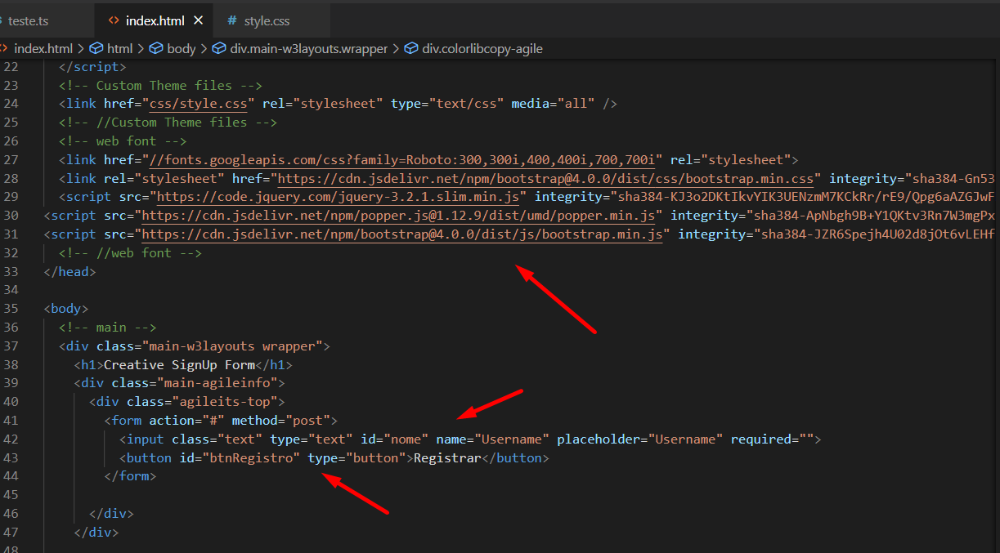 teste.ts
<> index.html ×
# style.css
<> index.html > html > body > div.main-w3layouts.wrapper > div.colorlibcopy-agile
22 </script>
23 <!-- Custom Theme files -->
24 <link href="css/style.css" rel="stylesheet" type="text/css" media="all" />
25 <!-- //Custom Theme files -->
26 <!-- web font -->
27 <link href="//fonts.googleapis.com/css?family=Roboto:300,300i,400,400i,700,700i" rel="stylesheet">
28 <link rel="stylesheet" href="https://cdn.jsdelivr.net/npm/bootstrap@4.0.0/dist/css/bootstrap.min.css" integrity="sha384-Gn53
29 <script src="https://code.jquery.com/jquery-3.2.1.slim.min.js" integrity="sha384-KJ3o2DKtIkvYIK3UENzmM7KCkRr/rE9/Qpg6aAZGJwF
30 <script src="https://cdn.jsdelivr.net/npm/popper.js@1.12.9/dist/umd/popper.min.js" integrity="sha384-ApNbgh9B+Y1QKtv3Rn7W3mgPx
31 <script src="https://cdn.jsdelivr.net/npm/bootstrap@4.0.0/dist/js/bootstrap.min.js" integrity="sha384-JZR6Spejh4U02d8jOt6vLEHf
32 <!-- //web font -->
33 </head>
34
35 <body>
36 <!-- main -->
37 <div class="main-w3layouts wrapper">
38 <h1>Creative SignUp Form</h1>
39 <div class="main-agileinfo">
40 <div class="agileits-top">
41 <form action="#" method="post">
42 <input class="text" type="text" id="nome" name="Username" placeholder="Username" required="">
43 <button id="btnRegistro" type="button">Registrar</button>
44 </form>
45
46 </div>
47 </div>
48